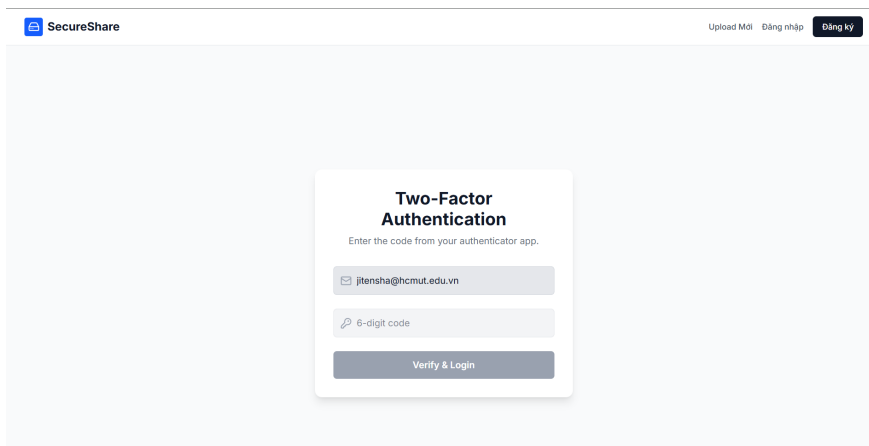 SecureShare
Upload Mới Đăng nhập Đăng ký
Two-Factor
Authentication
Enter the code from your authenticator app.
jitensha@hcmut.edu.vn
6-digit code
Verify & Login